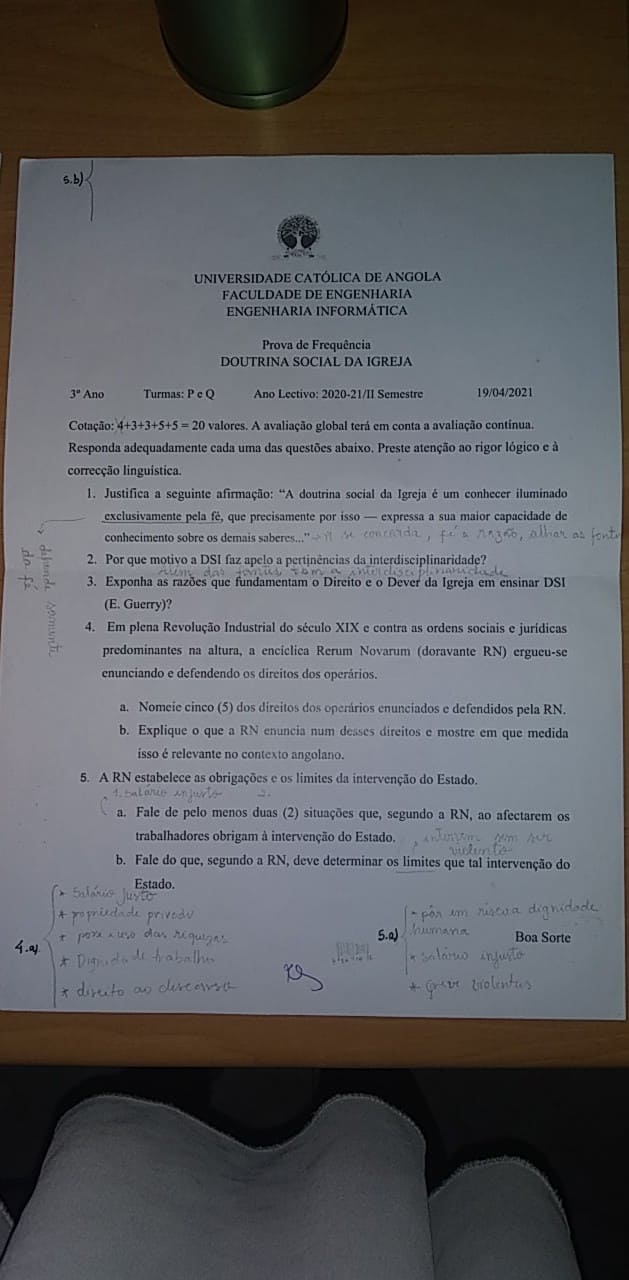 5.b)
UNIVERSIDADE CATÓLICA DE ANGOLA
FACULDADE DE ENGENHARIA
ENGENHARIA INFORMÁTICA
Prova de Frequência
DOUTRINA SOCIAL DA IGREJA
3º Ano Turmas: P e Q Ano Lectivo: 2020-21/II Semestre 19/04/2021
Cotação: 4+3+3+5+5 = 20 valores. A avaliação global terá em conta a avaliação contínua.
Responda adequadamente cada uma das questões abaixo. Preste atenção ao rigor lógico e à
correcção linguística.
1. Justifica a seguinte afirmação: “A doutrina social da Igreja é um conhecer iluminado
exclusivamente pela fé, que precisamente por isso — expressa a sua maior capacidade de
conhecimento sobre os demais saberes...” ñ se concorda, fé a razão, olhar as fonte
defende somente
da fé
2. Por que motivo a DSI faz apelo a pertinências da interdisciplinaridade?
Além das fontes com a interdisciplinaridade
3. Exponha as razões que fundamentam o Direito e o Dever da Igreja em ensinar DSI
(E. Guerry)?
4. Em plena Revolução Industrial do século XIX e contra as ordens sociais e jurídicas
predominantes na altura, a encíclica Rerum Novarum (doravante RN) ergueu-se
enunciando e defendendo os direitos dos operários.
a. Nomeie cinco (5) dos direitos dos operários enunciados e defendidos pela RN.
b. Explique o que a RN enuncia num desses direitos e mostre em que medida
isso é relevante no contexto angolano.
5. A RN estabelece as obrigações e os limites da intervenção do Estado.
1. Salário injusto 2.
a. Fale de pelo menos duas (2) situações que, segundo a RN, ao afectarem os
trabalhadores obrigam à intervenção do Estado. intervem sem ser
violento
b. Fale do que, segundo a RN, deve determinar os limites que tal intervenção do
Estado.
4.a)
* Salário Justo
* propriedade privada
* uso das riquezas
* Dignidade trabalho
* direito ao descanso
5.a)
* pôr em risco a dignidade
humana
* salário injusto
* Greve violentas
Boa Sorte